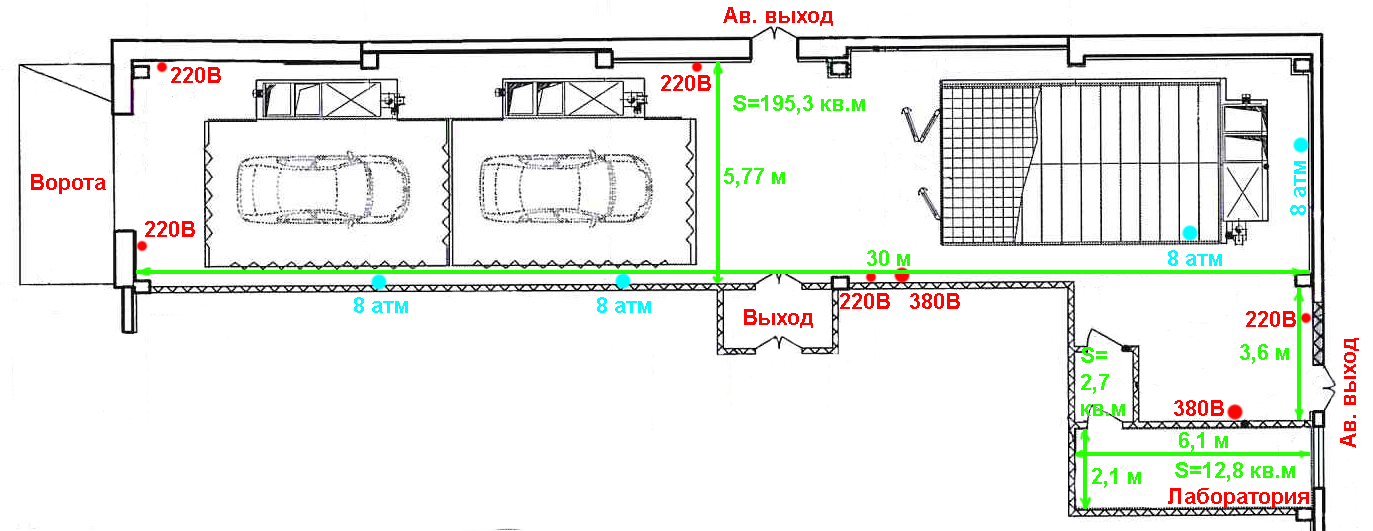 Ав. выход
220В
220В
S=195,3 кв.м
Ворота
5,77 м
8 атм
220В
30 м
8 атм
8 атм
8 атм
220В
380В
Выход
220В
S=
2,7
кв.м
3,6 м
Ав. выход
380В
6,1 м
2,1 м
S=12,8 кв.м
Лаборатория